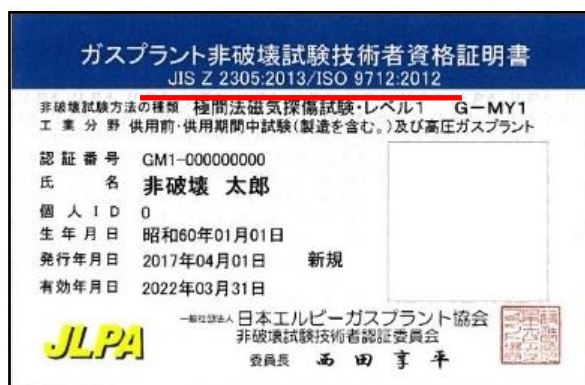 ガスプラント非破壊試験技術者資格証明書
JIS Z 2305:2013/ISO 9712:2012
非破壊試験方法の種類 極間法磁気探傷試験・レベル1 G-MY1
工業分野 供用前・供用期間中試験(製造を含む。)及び高圧ガスプラント
認証番号 GM1-000000000
氏名 非破壊 太郎
個人ID 0
生年月日 昭和60年01月01日
発行年月日 2017年04月01日 新規
有効年月日 2022年03月31日
一般社団法人 日本エルピーガスプラント協会
JLPA 非破壊試験技術者認証委員会
委員長 西田 享平